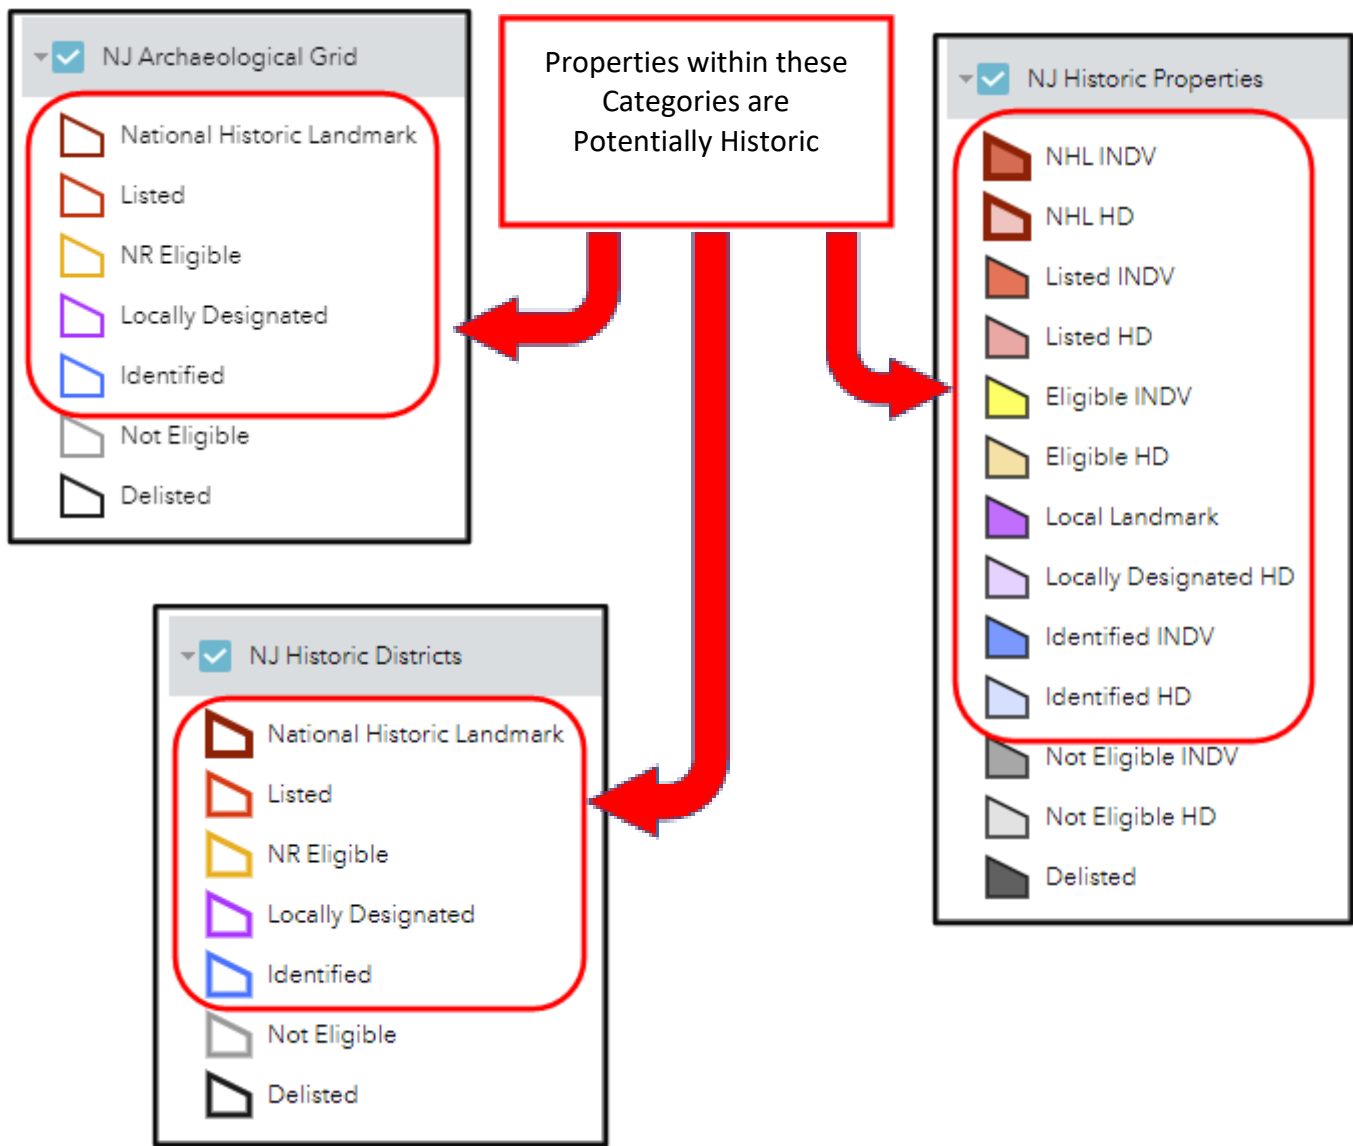 NJ Archaeological Grid
National Historic Landmark
Listed
NR Eligible
Locally Designated
Identified
Not Eligible
Delisted
Properties within these
Categories are
Potentially Historic
NJ Historic Properties
NHL INDV
NHL HD
Listed INDV
Listed HD
Eligible INDV
Eligible HD
Local Landmark
Locally Designated HD
Identified INDV
Identified HD
Not Eligible INDV
Not Eligible HD
Delisted
NJ Historic Districts
National Historic Landmark
Listed
NR Eligible
Locally Designated
Identified
Not Eligible
Delisted